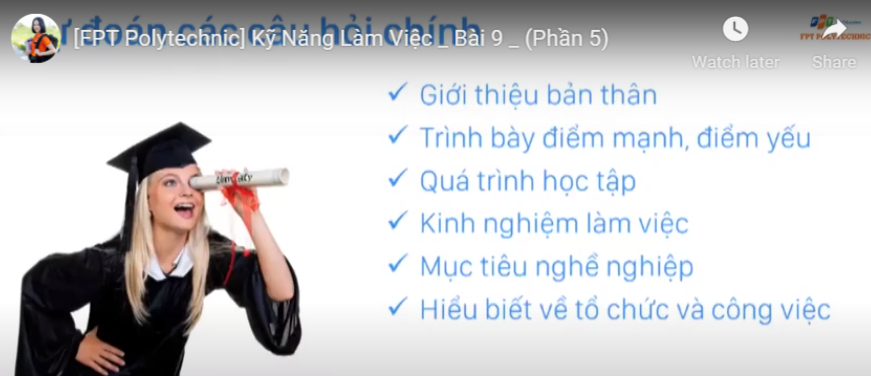 ự đoán các câu hỏi chính
[FPT Polytechnic] Kỹ Năng Làm Việc _ Bài 9 _ (Phần 5)
Watch later
Share
FPT POLYTECHNIC
✓ Giới thiệu bản thân
✓ Trình bày điểm mạnh, điểm yếu
✓ Quá trình học tập
✓ Kinh nghiệm làm việc
✓ Mục tiêu nghề nghiệp
✓ Hiểu biết về tổ chức và công việc